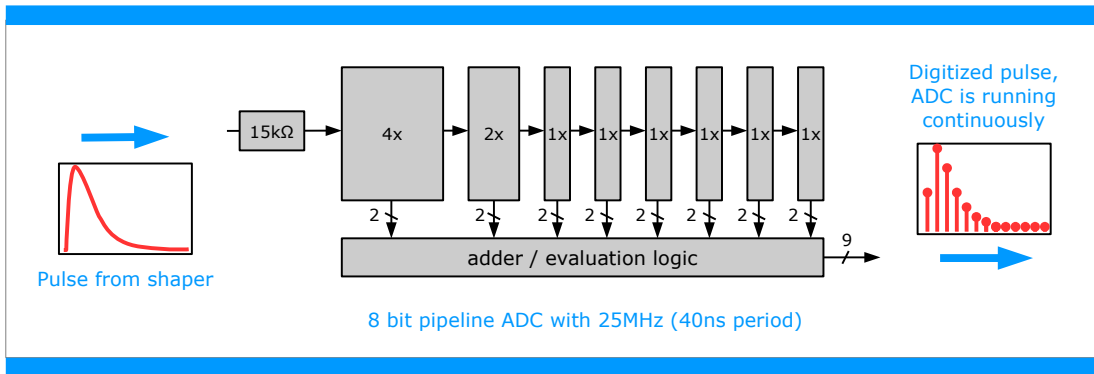 15kΩ
4x
2x
1x
1x
1x
1x
1x
1x
2
2
2
2
2
2
2
2
adder / evaluation logic
9
Pulse from shaper
Digitized pulse,
ADC is running
continuously
8 bit pipeline ADC with 25MHz (40ns period)